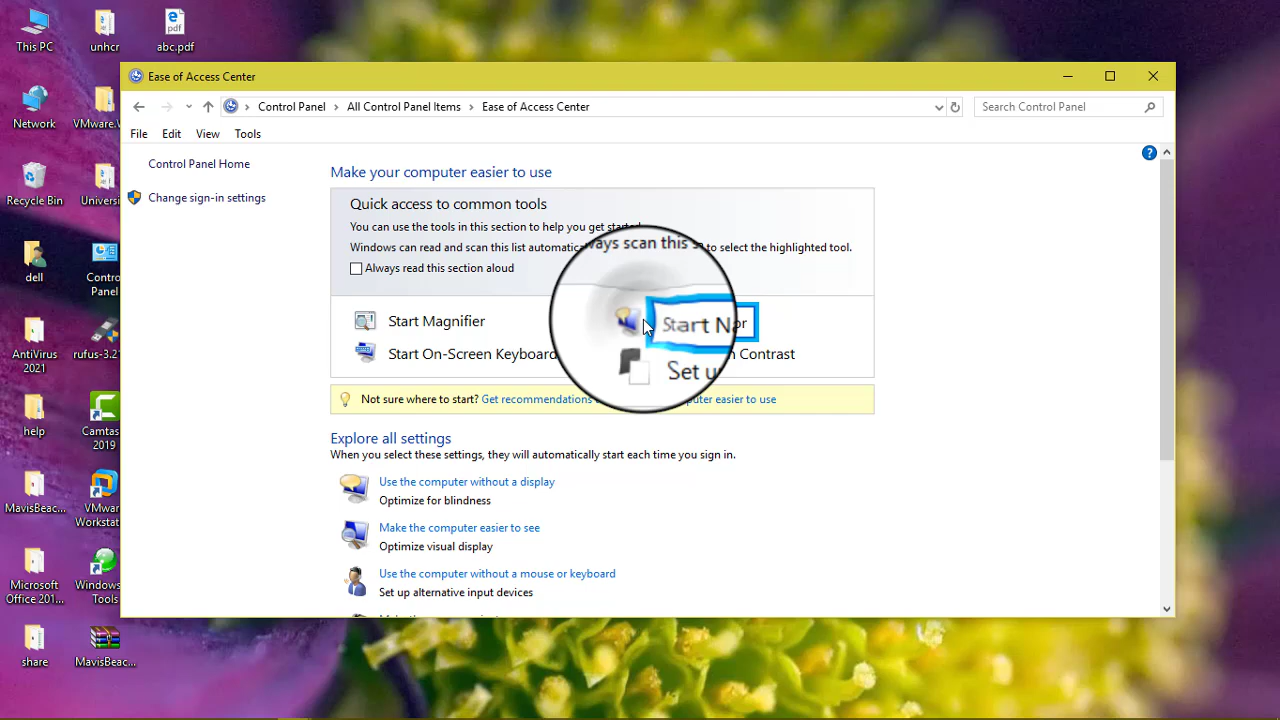 This PC
unhcr
abc.pdf
Network
VMware.W
Recycle Bin
Universi
dell
Contro
Panel
AntiVirus
2021
rufus-3.2
help
Camtas
2019
MavisBeac...
VMwar
Workstat
Microsoft
Office 201...
Windows
Tools
share
MavisBeac...
Ease of Access Center
Control Panel > All Control Panel Items > Ease of Access Center
Search Control Panel
File Edit View Tools
Control Panel Home
Change sign-in settings
Make your computer easier to use
Quick access to common tools
You can use the tools in this section to help you get started.
Windows can read and scan this list automatica
ways scan this s
to select the highlighted tool.
Always read this section aloud
Start Magnifier
Start Na
or
Start On-Screen Keyboard
Set u
Contrast
Not sure where to start? Get recommendations
puter easier to use
Explore all settings
When you select these settings, they will automatically start each time you sign in.
Use the computer without a display
Optimize for blindness
Make the computer easier to see
Optimize visual display
Use the computer without a mouse or keyboard
Set up alternative input devices